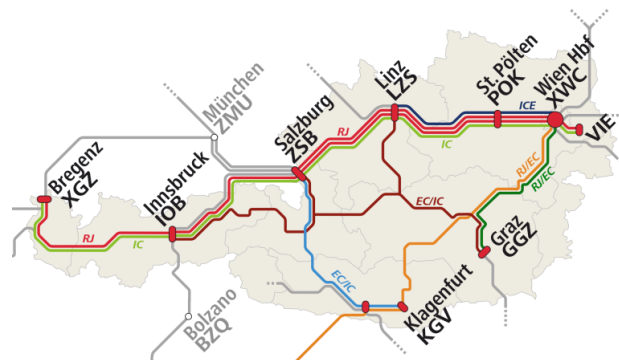 München
ZMU
Salzburg
ZSB
Linz
LZS
St. Pölten
POK
Wien Hbf
XWC
VIE
ICE
RJ
IC
Bregenz
XGZ
Innsbruck
IOB
RJ
IC
RJ/EC
RJ/EC
EC/IC
Graz
GGZ
EC/IC
Klagenfurt
KGV
Bolzano
BZQ